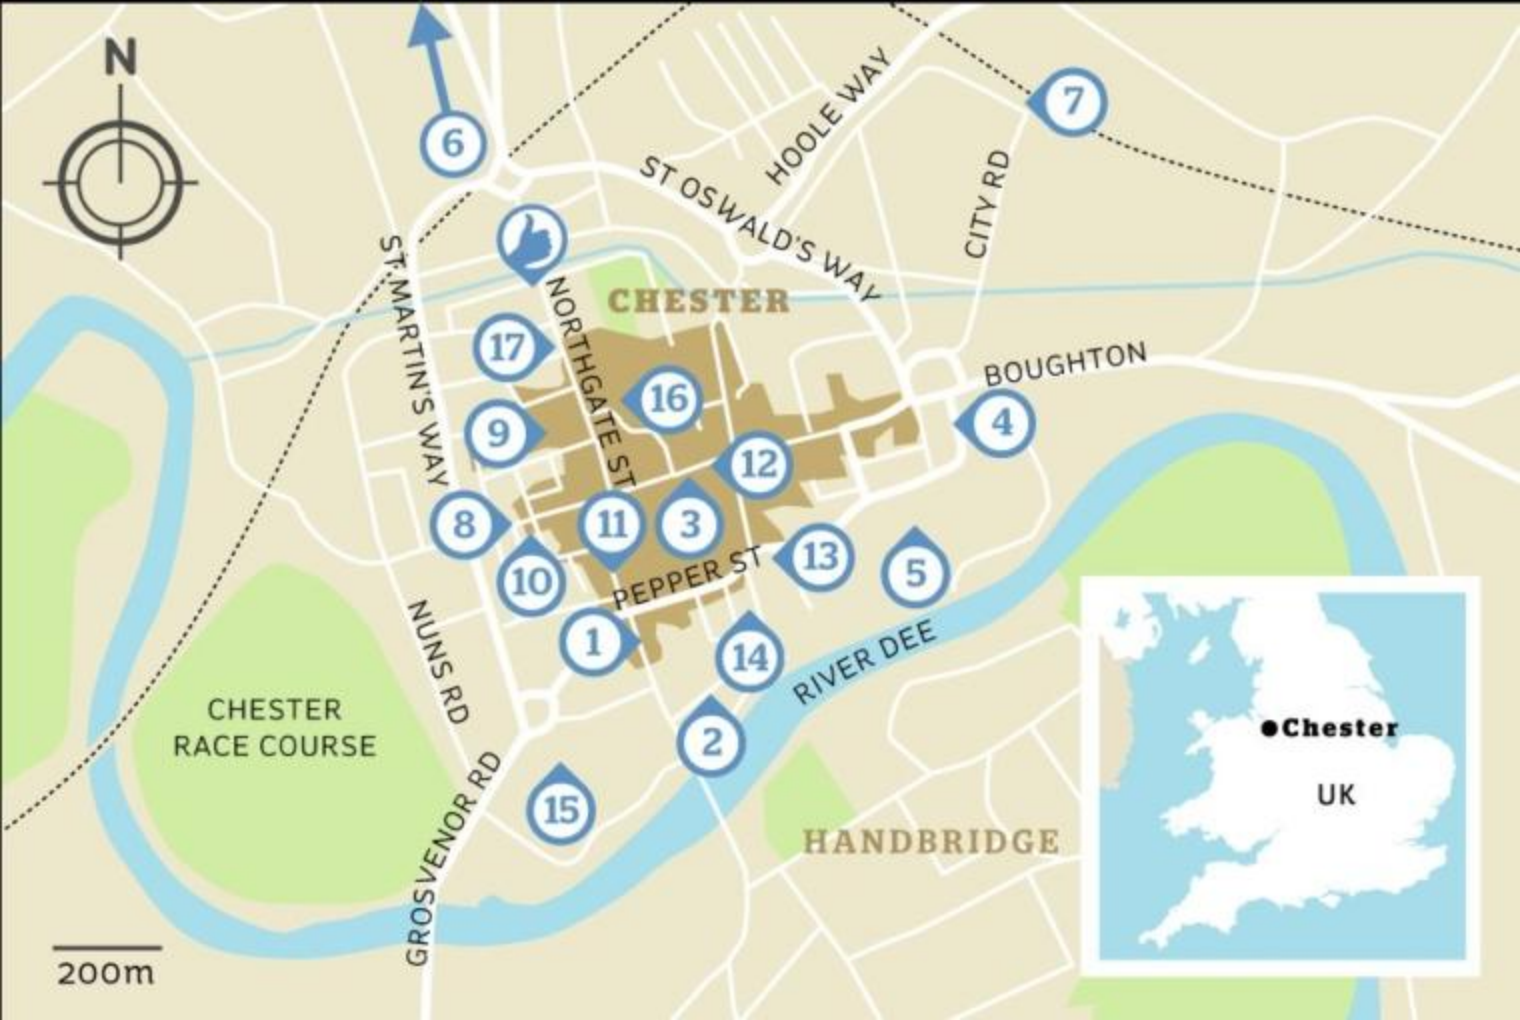 N
6
7
HOOLE WAY
ST OSWALD'S WAY
CITY RD
ST. MARTIN'S WAY
NORTHGATE ST
CHESTER
17
BOUGHTON
16
9
4
12
8
11
3
13
10
PEPPER ST
5
1
14
NUNS RD
RIVER DEE
CHESTER
RACE COURSE
2
Chester
UK
GROSVENOR RD
15
HANDBRIDGE
200m